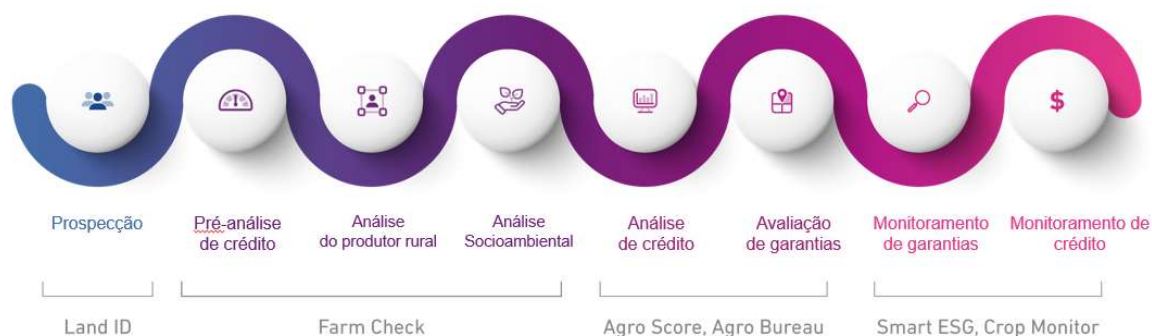 Prospecção
Pré-análise
de crédito
Análise
do produtor rural
Análise
Socioambiental
Análise
de crédito
Avaliação
de garantias
Monitoramento
de garantias
Monitoramento de
crédito
Land ID
Farm Check
Agro Score, Agro Bureau
Smart ESG, Crop Monitor